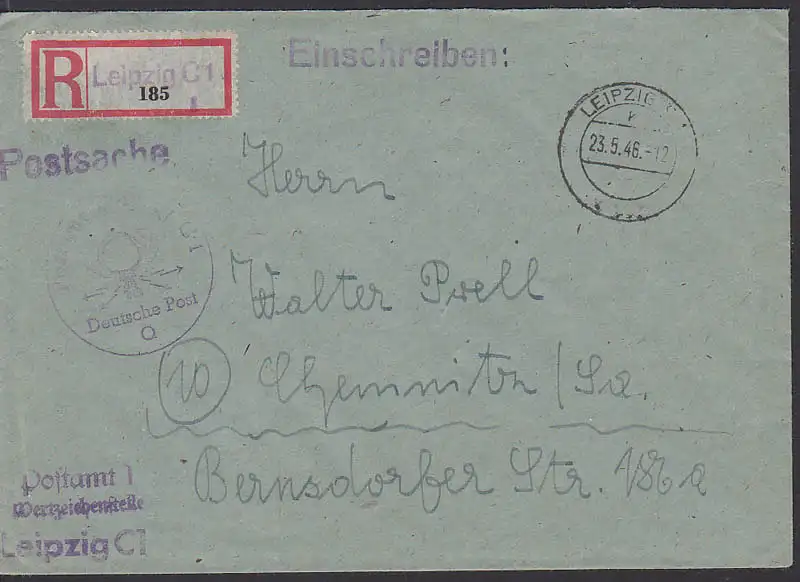 Einschreiben:
R Leipzig C1
185
Postsache
LEIPZIG
23.5.46.-12
Herrn
Walter Prell
Deutsche Post
Q
(10) Chemnitz / Sa.
Bernsdorfer Str.
Postamt 1
Wertzeichenstelle
Leipzig C1